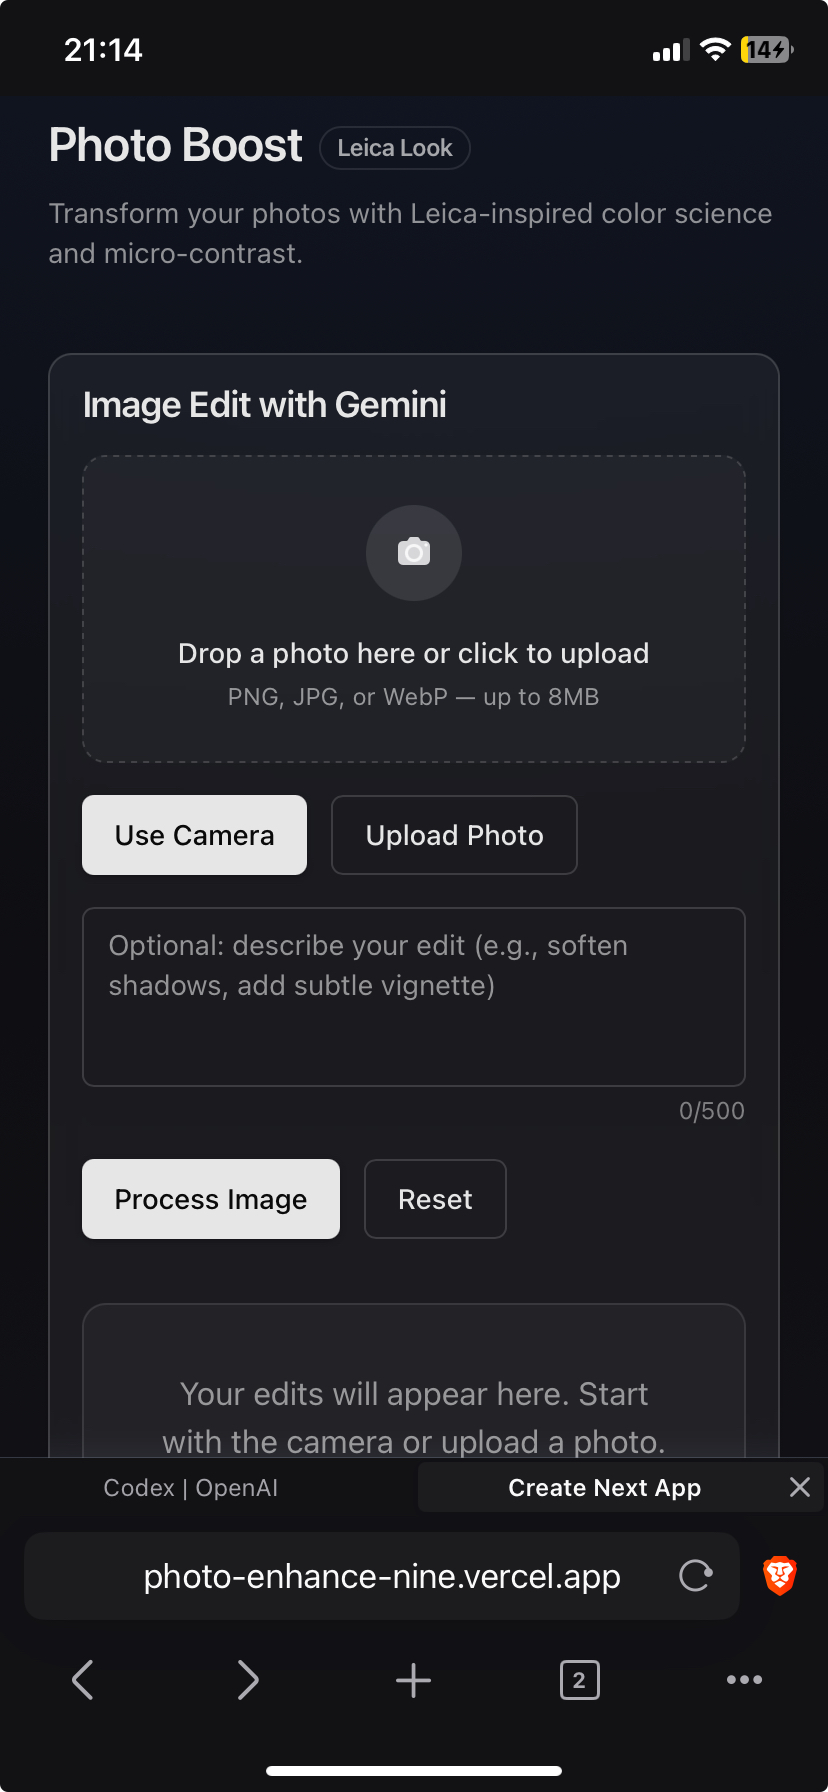 21:14
14
Photo Boost
Leica Look
Transform your photos with Leica-inspired color science
and micro-contrast.
Image Edit with Gemini
Drop a photo here or click to upload
PNG, JPG, or WebP — up to 8MB
Use Camera
Upload Photo
Optional: describe your edit (e.g., soften
shadows, add subtle vignette)
0/500
Process Image
Reset
Your edits will appear here. Start
with the camera or upload a photo.
Codex | OpenAI
Create Next App
photo-enhance-nine.vercel.app
2